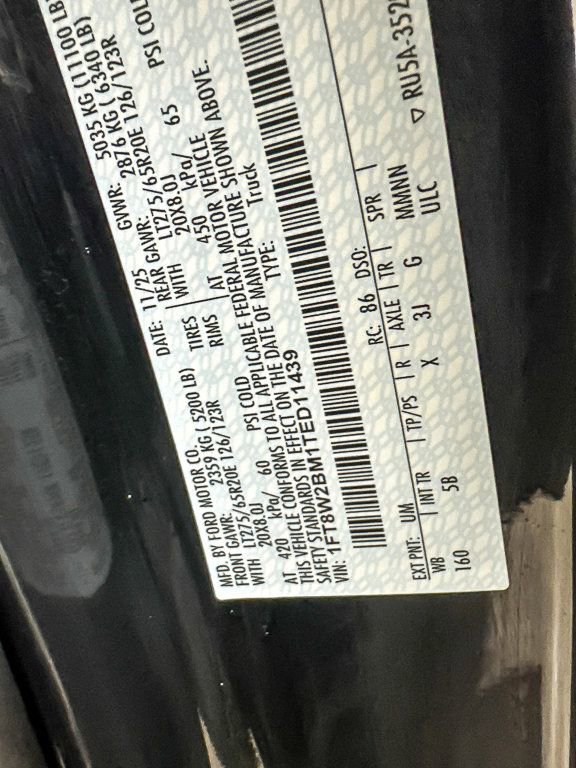 MFD. BY FORD MOTOR CO.
DATE: 11/25 GVWR: 5035 KG (11100 LB
FRONT GAWR: 2359 KG ( 5200 LB) REAR GAWR: 2876 KG ( 6340 LB)
LT275/65R20E 126/123R TIRES LT275/65R20E 126/123R
WITH 20X8.0J RIMS WITH 20X8.0J
AT 420 kPa/ 60 PSI COLD AT 450 kPa/ 65 PSI COL
THIS VEHICLE CONFORMS TO ALL APPLICABLE FEDERAL MOTOR VEHICLE
SAFETY STANDARDS IN EFFECT ON THE DATE OF MANUFACTURE SHOWN ABOVE.
VIN: 1FT8W2BM1TED11439 TYPE: Truck
EXT PNT: UM RC: 86 DSO:
WB INT TR TP/PS R AXLE TR SPR
160 5B X 3J G MMNNN
ULC
▽ RU5A-352